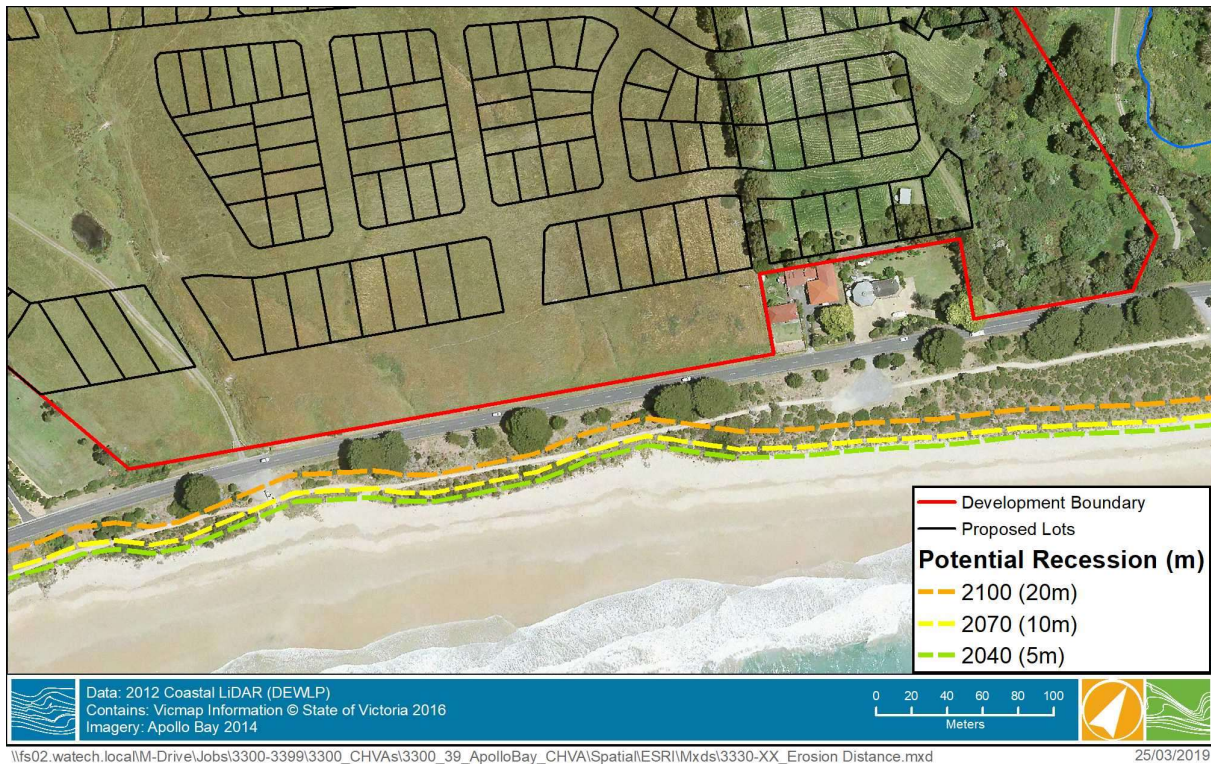 Development Boundary
Proposed Lots
Potential Recession (m)
2100 (20m)
2070 (10m)
2040 (5m)
Data: 2012 Coastal LiDAR (DEWLP)
Contains: Vicmap Information © State of Victoria 2016
Imagery: Apollo Bay 2014
0 20 40 60 80 100
Meters
\\fs02.watech.local\M-Drive\Jobs\3300-3399\3300_CHVAs\3300_39_ApolloBay_CHVA\Spatial\ESRI\Mxds\3330-XX_Erosion Distance.mxd
25/03/2019